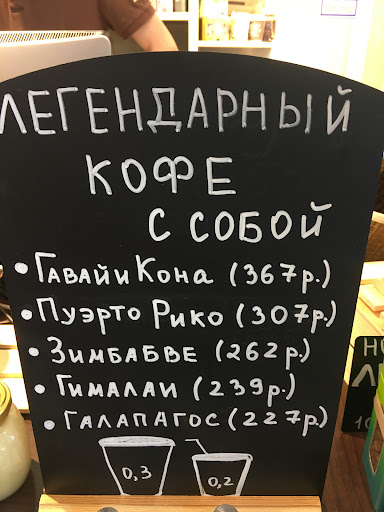 ЛЕГЕНДАРНЫЙ
КОФЕ
С СОБОЙ
• ГАВАЙИ КОНА (367р.)
• ПУЭРТО РИКО (307р.)
• ЗИМБАБВЕ (262р.)
• ГИМАЛАИ (239р.)
• ГАЛАПАГОС (227р.)
0,3
0,2